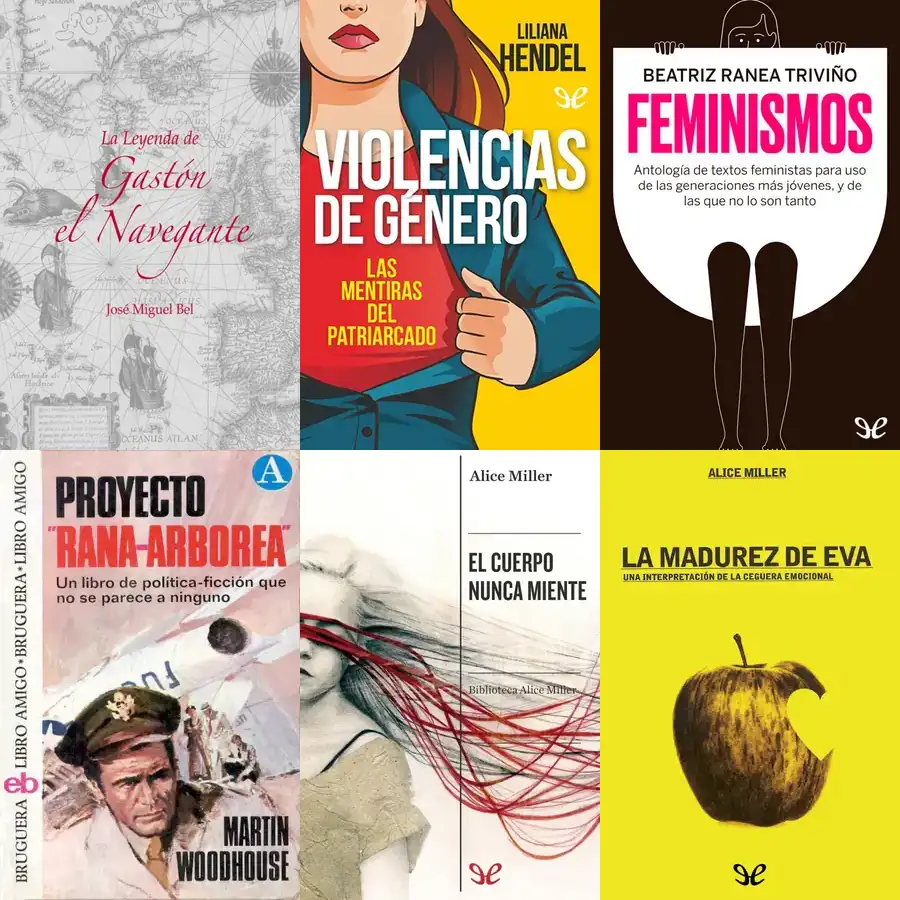 La Leyenda de
Gastón
el Navegante
José Miguel Bel
OCEANUS ATLAN
LILIANA
HENDEL
VIOLENCIAS
DE GÉNERO
LAS
MENTIRAS
DEL
PATRIARCADO
BEATRIZ RANEA TRIVIÑO
FEMINISMOS
Antología de textos feministas para uso
de las generaciones más jóvenes, y de
las que no lo son tanto
BRUGUERA LIBRO AMIGO•BRUGUERA•LIBRO AMIGO
eb
A
PROYECTO
"RANA-ARBOREA"
Un libro de política-ficción que
no se parece a ninguno
MARTIN
WOODHOUSE
Alice Miller
EL CUERPO
NUNCA MIENTE
Biblioteca Alice Miller
ALICE MILLER
LA MADUREZ DE EVA
UNA INTERPRETACIÓN DE LA CEGUERA EMOCIONAL